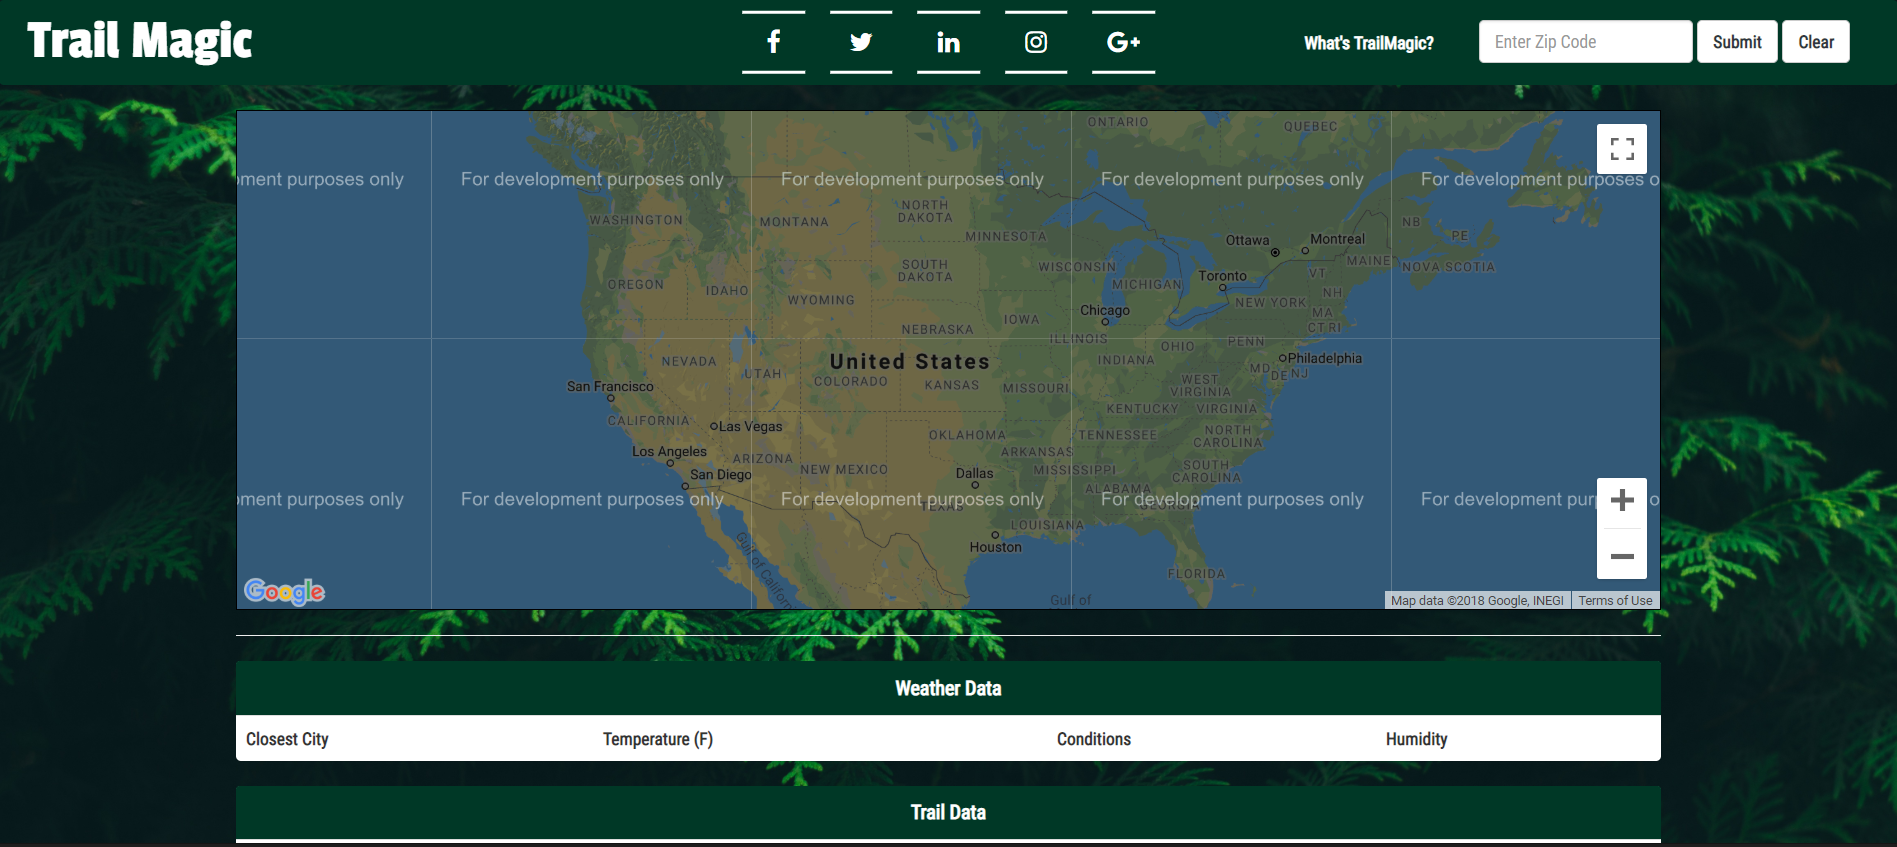 Trail Magic
What's TrailMagic?
Enter Zip Code
Submit
Clear
ONTARIO
QUEBEC
ment purposes only
For development purposes only
For development purposes only
For development purposes only
For development purposes o
WASHINGTON
MONTANA
NORTH
DAKOTA
MINNESOTA
NB
PE
Ottawa
Montreal
MAINE
NOVA SCOTIA
OREGON
IDAHO
WYOMING
SOUTH
DAKOTA
WISCONSIN
MICHIGAN
Toronto
VT
NH
NEW YORK
MA
CT RI
Chicago
IOWA
NEBRASKA
ILLINOIS
INDIANA
OHIO
PENN
Philadelphia
MD
DE
NJ
NEVADA
UTAH
United States
COLORADO
KANSAS
MISSOURI
WEST
VIRGINIA
KENTUCKY
VIRGINIA
San Francisco
CALIFORNIA
Las Vegas
Los Angeles
ARIZONA
NEW MEXICO
San Diego
OKLAHOMA
ARKANSAS
TENNESSEE
NORTH
CAROLINA
Dallas
MISSISSIPPI
SOUTH
CAROLINA
ALABAMA
GEORGIA
ment purposes only
For development purposes only
For development purposes only
For development purposes only
For development pur
o
TEXAS
LOUISIANA
Houston
FLORIDA
Gulf of Californ
Gulf of
Google
Map data ©2018 Google, INEGI
Terms of Use
Weather Data
Closest City
Temperature (F)
Conditions
Humidity
Trail Data